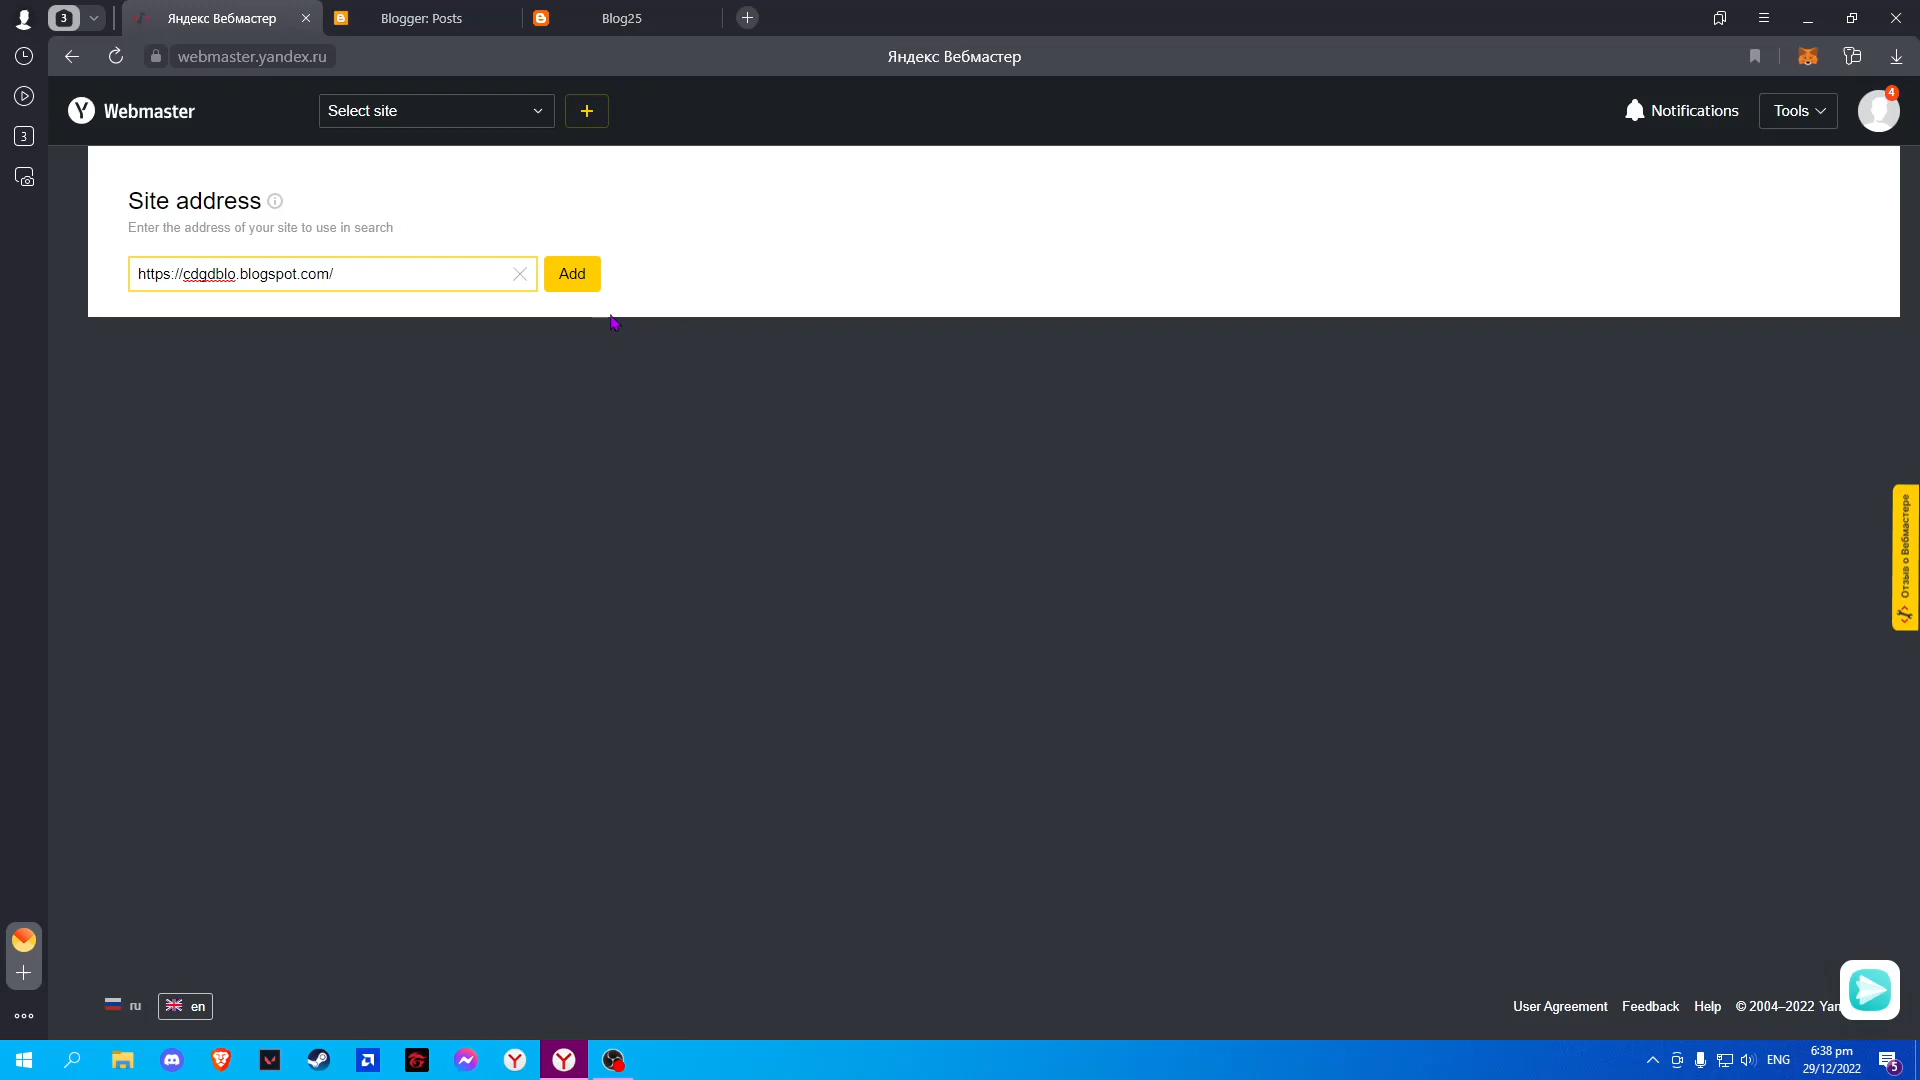 3
Яндекс Вебмастер
Blogger: Posts
Blog25
webmaster.yandex.ru
Яндекс Вебмастер
3
Webmaster
Select site
+
Notifications
Tools
4
Site address
Enter the address of your site to use in search
https://cdgdblo.blogspot.com/
Add
Отзыв о Вебмастере
ru
en
User Agreement
Feedback
Help
© 2004–2022 Yan
ENG
6:38 pm
29/12/2022
5